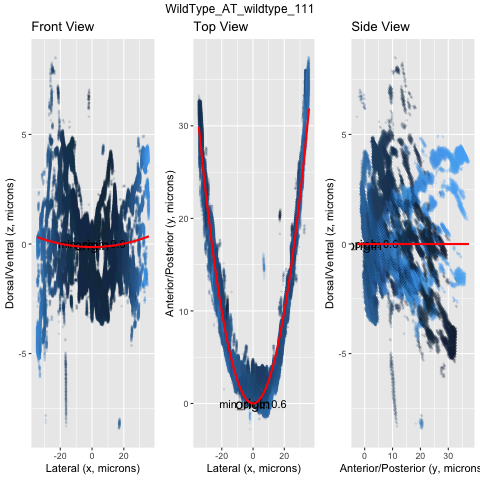 WildType_AT_wildtype_111
Front View
Top View
Side View
Dorsal/Ventral (z, microns)
5
0
-5
-20
0
20
Lateral (x, microns)
Anterior/Posterior (y, microns)
30
20
10
0
-20
0
20
Lateral (x, microns)
Dorsal/Ventral (z, microns)
5
0
-5
0
10
20
30
Anterior/Posterior (y, microns